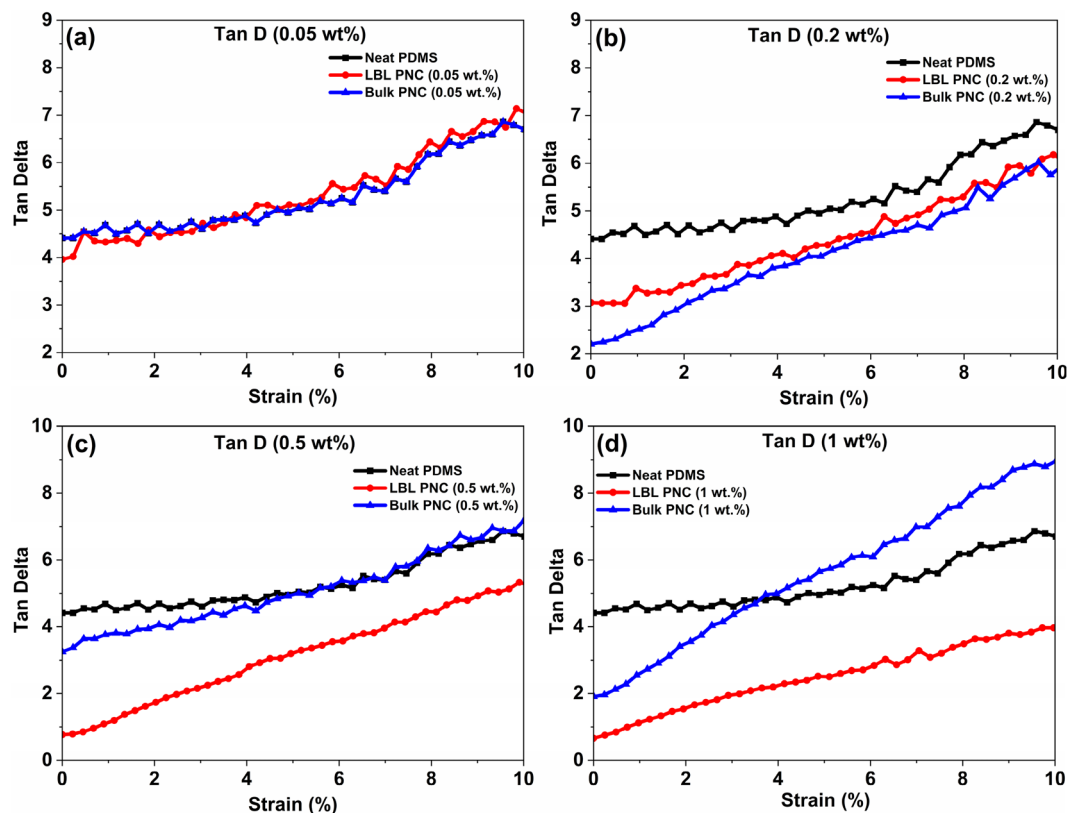 (a)
Tan D (0.05 wt%)
Neat PDMS
LBL PNC (0.05 wt.%)
Bulk PNC (0.05 wt.%)
9
8
7
6
5
4
3
2
Tan Delta
0 2 4 6 8 10
Strain (%)
(b)
Tan D (0.2 wt%)
Neat PDMS
LBL PNC (0.2 wt.%)
Bulk PNC (0.2 wt.%)
9
8
7
6
5
4
3
2
Tan Delta
0 2 4 6 8 10
Strain (%)
(c)
Tan D (0.5 wt%)
Neat PDMS
LBL PNC (0.5 wt.%)
Bulk PNC (0.5 wt.%)
10
8
6
4
2
0
Tan Delta
0 2 4 6 8 10
Strain (%)
(d)
Tan D (1 wt%)
Neat PDMS
LBL PNC (1 wt.%)
Bulk PNC (1 wt.%)
10
8
6
4
2
0
Tan Delta
0 2 4 6 8 10
Strain (%)